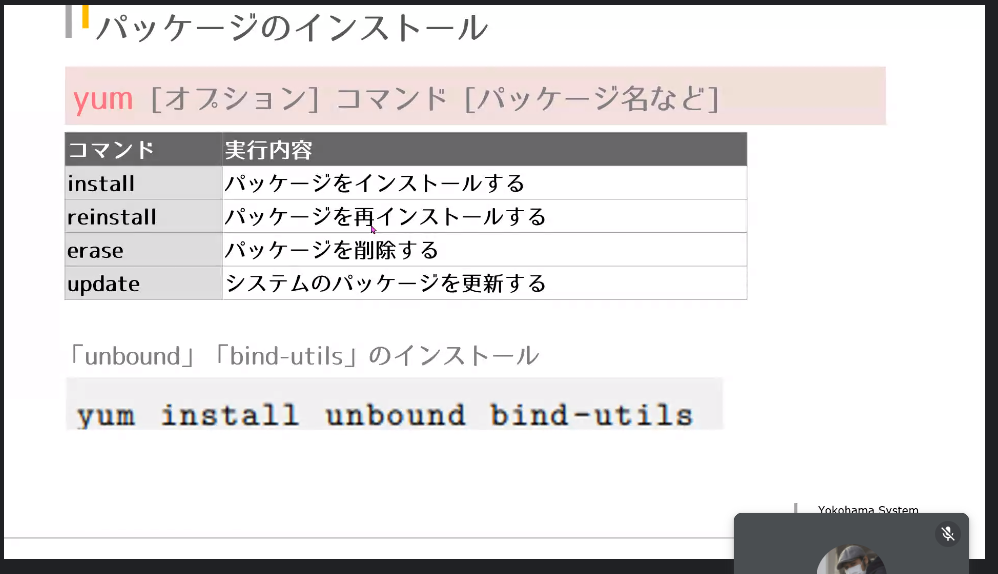 パッケージのインストール
yum [オプション] コマンド [パッケージ名など]
コマンド 実行内容
install パッケージをインストールする
reinstall パッケージを再インストールする
erase パッケージを削除する
update システムのパッケージを更新する
「unbound」「bind-utils」のインストール
yum install unbound bind-utils
Yokohama System